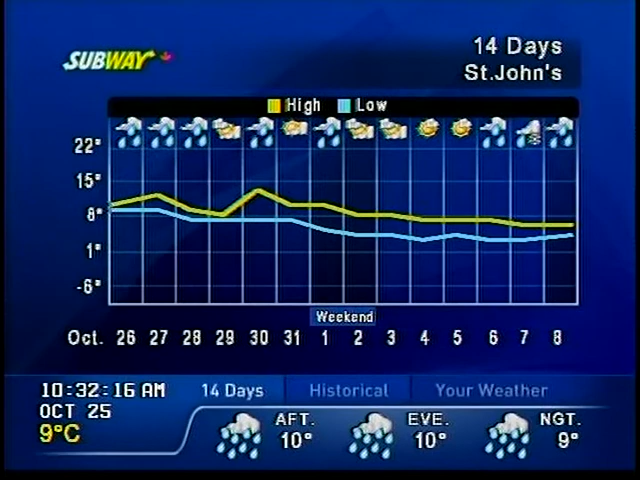 SUBWAY
14 Days
St.John's
High Low
22°
15°
8°
1°
-6°
Weekend
Oct. 26 27 28 29 30 31 1 2 3 4 5 6 7 8
10:32:16 AM 14 Days Historical Your Weather
OCT 25
9°C
AFT. 10°
EVE. 10°
NGT. 9°